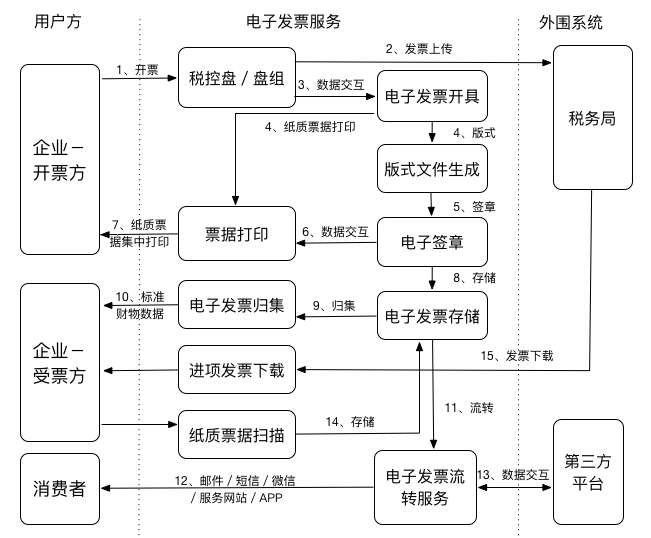 用户方
电子发票服务
外围系统
2、发票上传
1、开票
税控盘 / 盘组
3、数据交互
电子发票开具
税务局
4、纸质票据打印
4、版式
企业－
开票方
版式文件生成
5、签章
7、纸质票
据集中打印
票据打印
6、数据交互
电子签章
8、存储
10、标准
财物数据
电子发票归集
9、归集
电子发票存储
企业－
受票方
15、发票下载
进项发票下载
11、流转
14、存储
纸质票据扫描
消费者
12、邮件 / 短信 / 微信
/ 服务网站 / APP
电子发票流
转服务
13、数据交互
第三方
平台